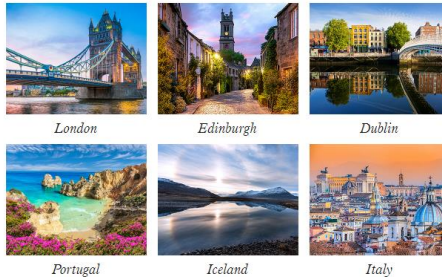 London
Edinburgh
Dublin
Portugal
Iceland
Italy